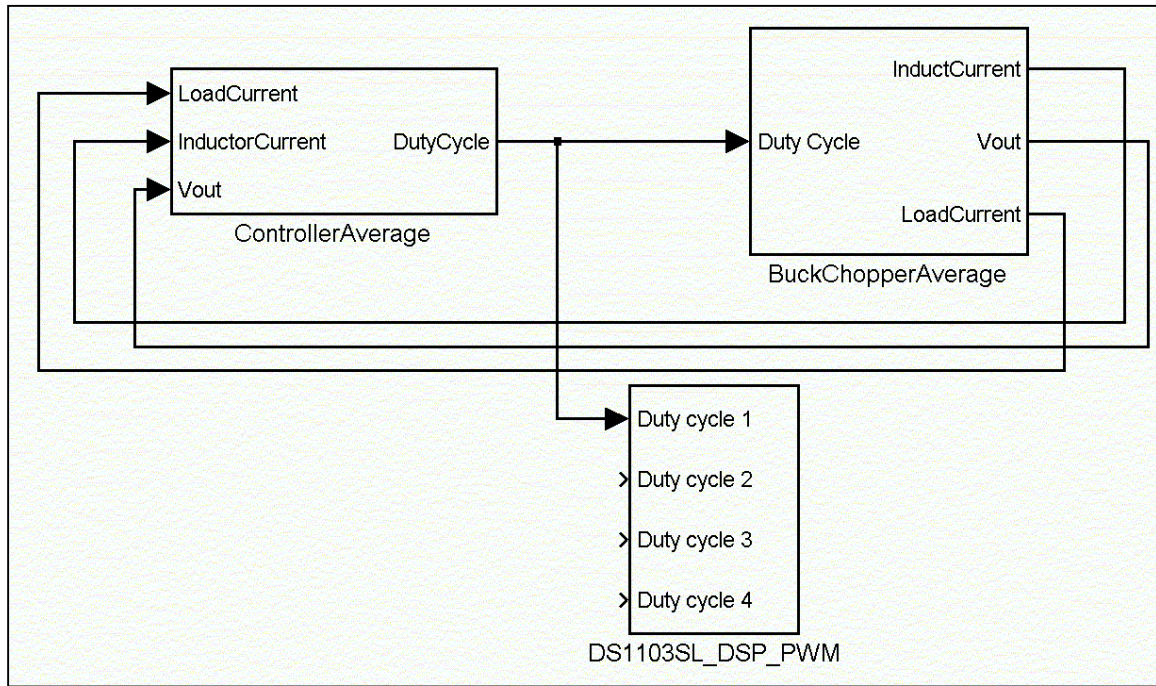 LoadCurrent
InductorCurrent
DutyCycle
Vout
ControllerAverage
InductCurrent
Duty Cycle
Vout
LoadCurrent
BuckChopperAverage
Duty cycle 1
Duty cycle 2
Duty cycle 3
Duty cycle 4
DS1103SL_DSP_PWM